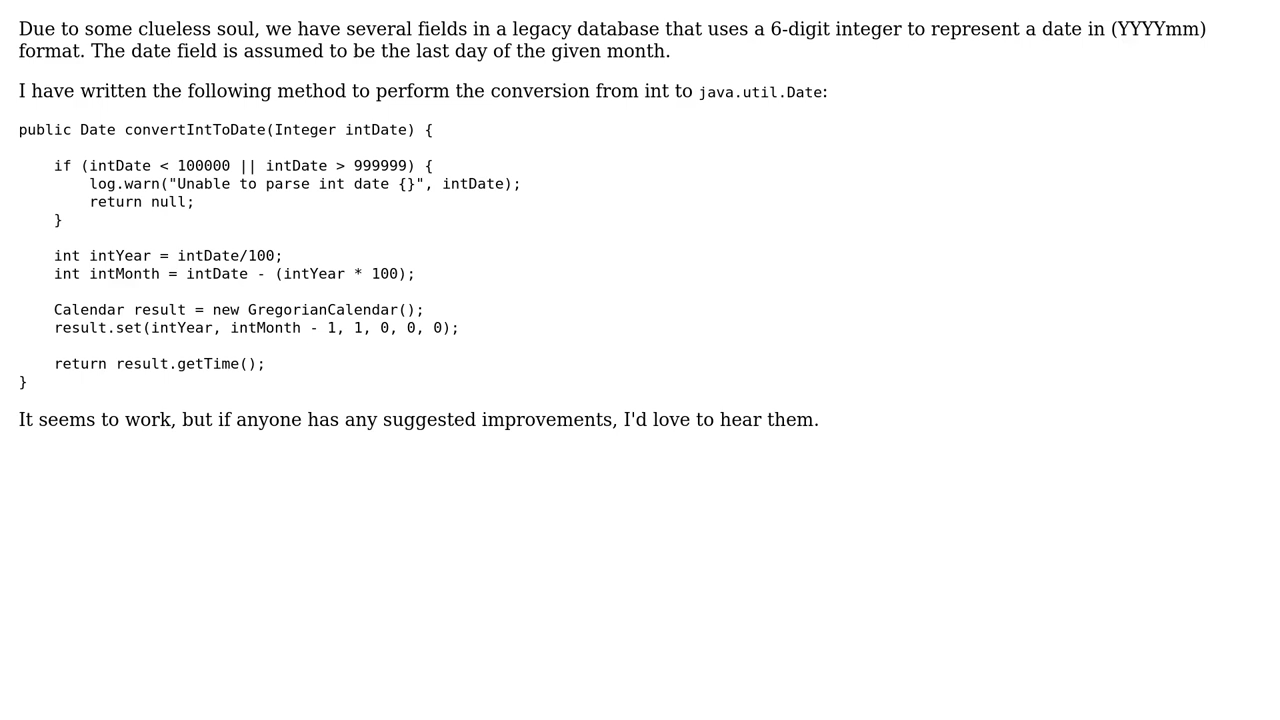 Due to some clueless soul, we have several fields in a legacy database that uses a 6-digit integer to represent a date in (YYYYmm)
format. The date field is assumed to be the last day of the given month.
I have written the following method to perform the conversion from int to java.util.Date:
public Date convertIntToDate(Integer intDate) {
    if (intDate < 100000 || intDate > 999999) {
        log.warn("Unable to parse int date {}", intDate);
        return null;
    }
    int intYear = intDate/100;
    int intMonth = intDate - (intYear * 100);
    Calendar result = new GregorianCalendar();
    result.set(intYear, intMonth - 1, 1, 0, 0, 0);
    return result.getTime();
}
It seems to work, but if anyone has any suggested improvements, I'd love to hear them.